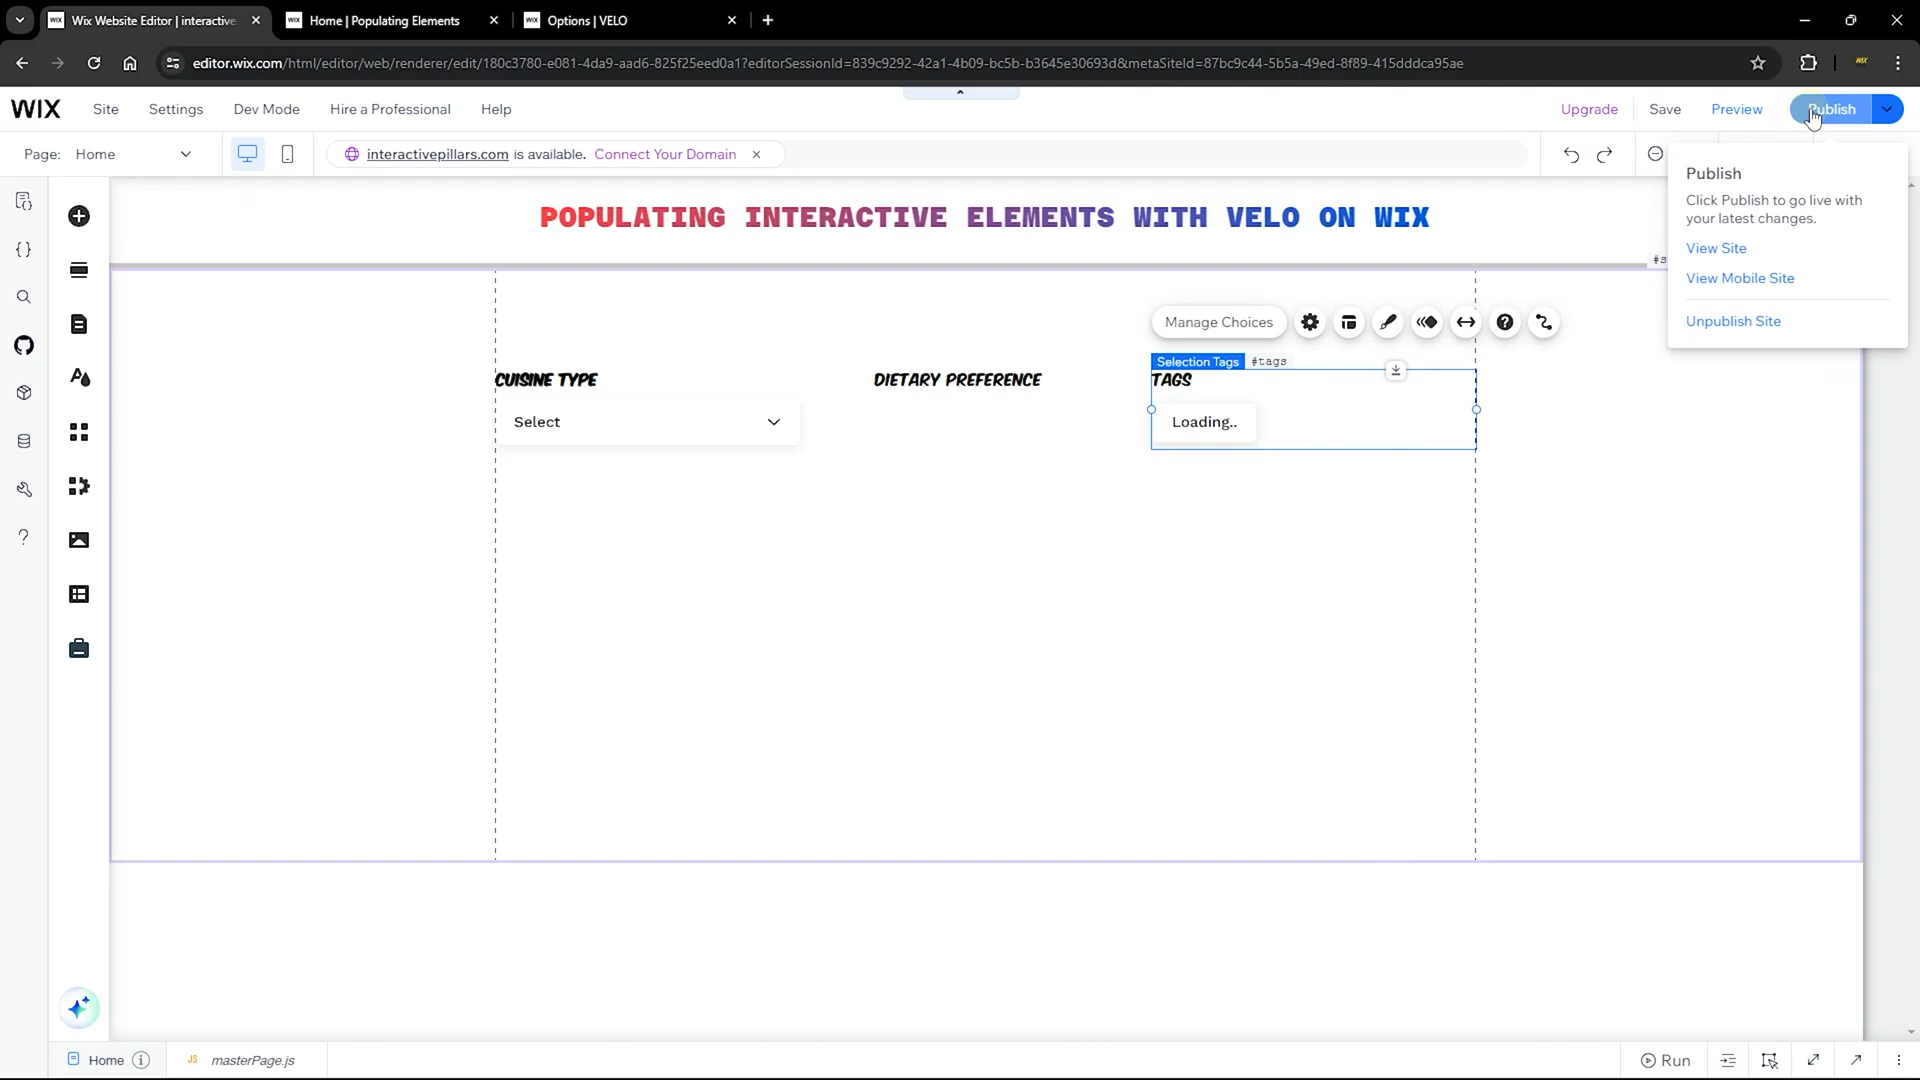 WIX Wix Website Editor | interactive
WIX Home | Populating Elements
WIX Options | VELO
editor.wix.com/html/editor/web/renderer/edit/180c3780-e081-4da9-aad6-825f25eed0a1?editorSessionId=839c9292-42a1-4b09-bc5b-b3645e30693d&metaSiteId=87bc9c44-5b5a-49ed-8f89-415dddca95ae
WIX
WIX Site Settings Dev Mode Hire a Professional Help Upgrade Save Preview Publish
Page: Home interactivepillars.com is available. Connect Your Domain
Publish
Click Publish to go live with
your latest changes.
View Site
View Mobile Site
Unpublish Site
POPULATING INTERACTIVE ELEMENTS WITH VELO ON WIX
#s
Manage Choices
Selection Tags #tags
CUISINE TYPE DIETARY PREFERENCE TAGS
Select Loading..
Home JS masterPage.js Run